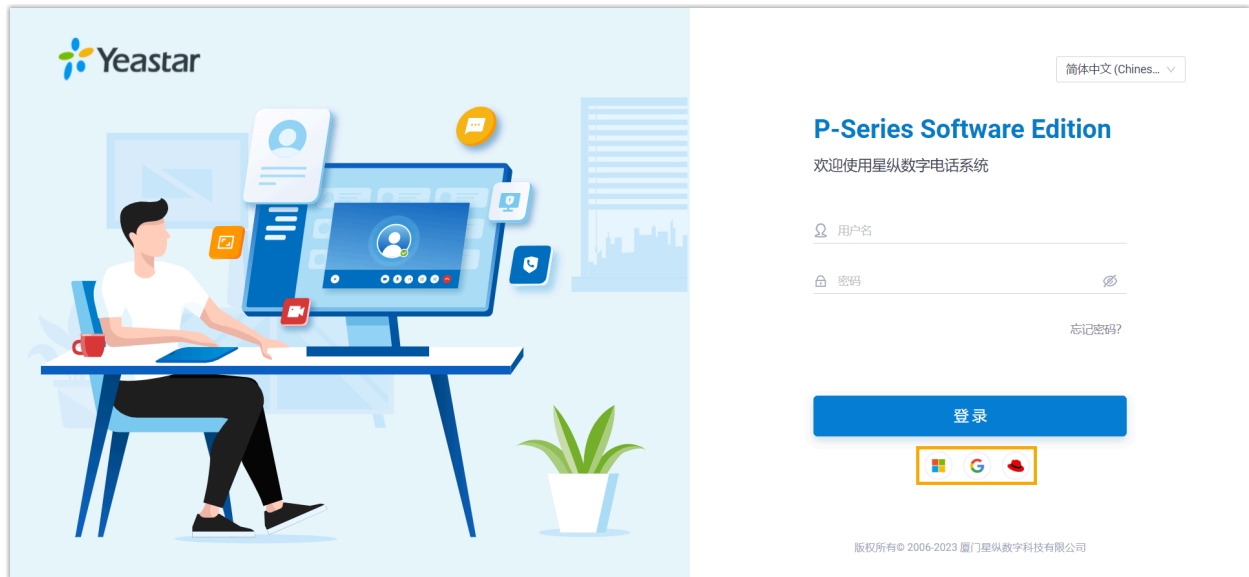 Yeastar
简体中文 (Chines...
P-Series Software Edition
欢迎使用星纵数字电话系统
用户名
密码
忘记密码?
登录
版权所有© 2006-2023 厦门星纵数字科技有限公司